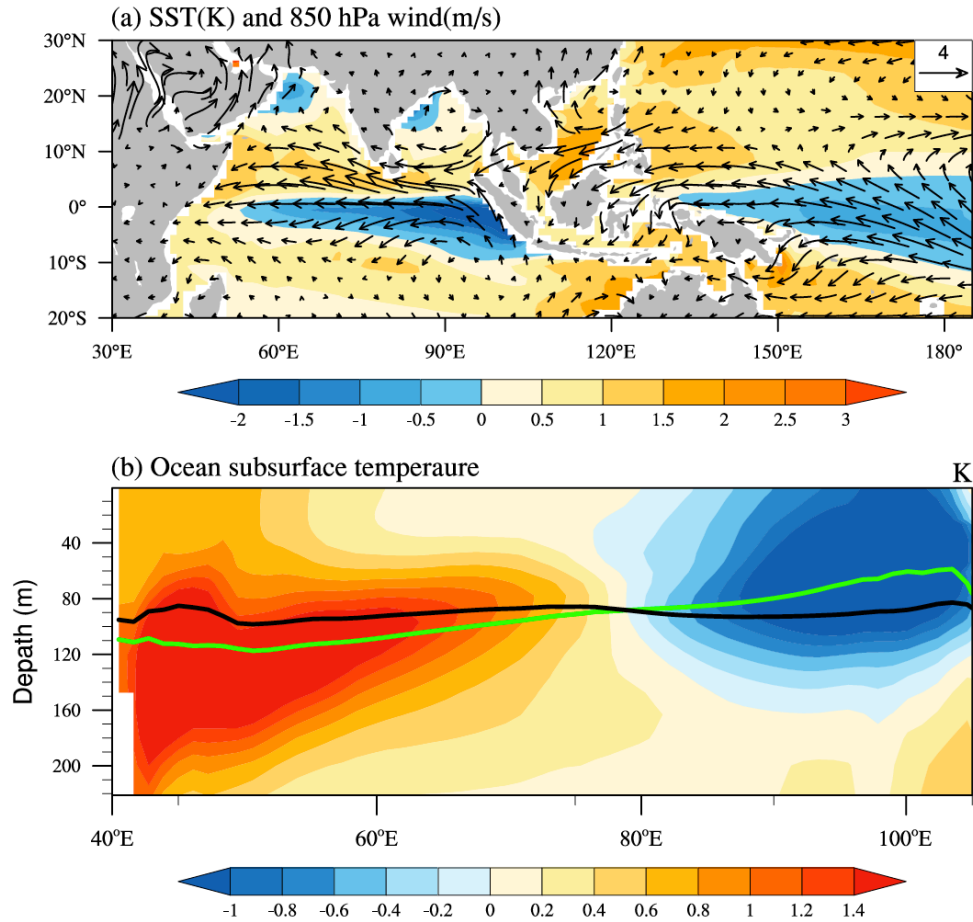 (a) SST(K) and 850 hPa wind(m/s)
30°N
20°N
10°N
0°
10°S
20°S
4
30°E 60°E 90°E 120°E 150°E 180°
-2 -1.5 -1 -0.5 0 0.5 1 1.5 2 2.5 3
(b) Ocean subsurface temperaure K
Depath (m)
40
80
120
160
200
40°E 60°E 80°E 100°E
-1 -0.8 -0.6 -0.4 -0.2 0 0.2 0.4 0.6 0.8 1 1.2 1.4